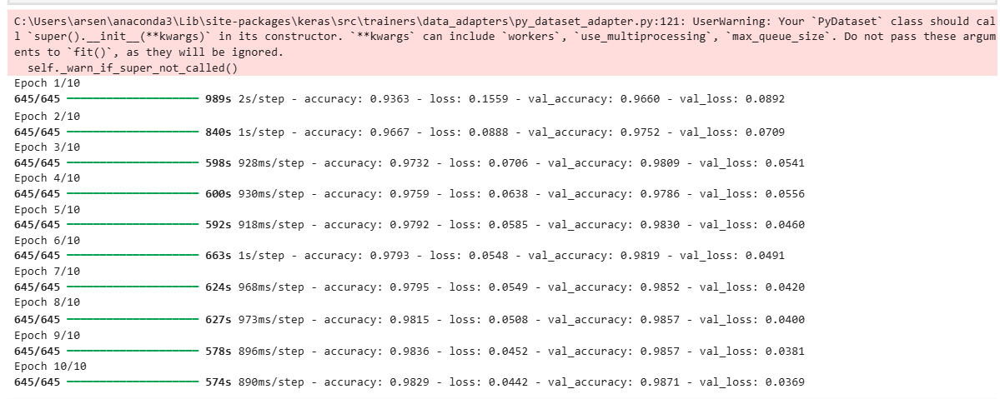 C:\Users\arsen\anaconda3\Lib\site-packages\keras\src\trainers\data_adapters\py_dataset_adapter.py:121: UserWarning: Your `PyDataset` class should cal
l `super().__init__(**kwargs)` in its constructor. `**kwargs` can include `workers`, `use_multiprocessing`, `max_queue_size`. Do not pass these argum
ents to `fit()`, as they will be ignored.
  self._warn_if_super_not_called()
Epoch 1/10
645/645 ━━━━━━━━━━━━━━━━━━━━ 989s 2s/step - accuracy: 0.9363 - loss: 0.1559 - val_accuracy: 0.9660 - val_loss: 0.0892
Epoch 2/10
645/645 ━━━━━━━━━━━━━━━━━━━━ 840s 1s/step - accuracy: 0.9667 - loss: 0.0888 - val_accuracy: 0.9752 - val_loss: 0.0709
Epoch 3/10
645/645 ━━━━━━━━━━━━━━━━━━━━ 598s 928ms/step - accuracy: 0.9732 - loss: 0.0706 - val_accuracy: 0.9809 - val_loss: 0.0541
Epoch 4/10
645/645 ━━━━━━━━━━━━━━━━━━━━ 600s 930ms/step - accuracy: 0.9759 - loss: 0.0638 - val_accuracy: 0.9786 - val_loss: 0.0556
Epoch 5/10
645/645 ━━━━━━━━━━━━━━━━━━━━ 592s 918ms/step - accuracy: 0.9792 - loss: 0.0585 - val_accuracy: 0.9830 - val_loss: 0.0460
Epoch 6/10
645/645 ━━━━━━━━━━━━━━━━━━━━ 663s 1s/step - accuracy: 0.9793 - loss: 0.0548 - val_accuracy: 0.9819 - val_loss: 0.0491
Epoch 7/10
645/645 ━━━━━━━━━━━━━━━━━━━━ 624s 968ms/step - accuracy: 0.9795 - loss: 0.0549 - val_accuracy: 0.9852 - val_loss: 0.0420
Epoch 8/10
645/645 ━━━━━━━━━━━━━━━━━━━━ 627s 973ms/step - accuracy: 0.9815 - loss: 0.0508 - val_accuracy: 0.9857 - val_loss: 0.0400
Epoch 9/10
645/645 ━━━━━━━━━━━━━━━━━━━━ 578s 896ms/step - accuracy: 0.9836 - loss: 0.0452 - val_accuracy: 0.9857 - val_loss: 0.0381
Epoch 10/10
645/645 ━━━━━━━━━━━━━━━━━━━━ 574s 890ms/step - accuracy: 0.9829 - loss: 0.0442 - val_accuracy: 0.9871 - val_loss: 0.0369